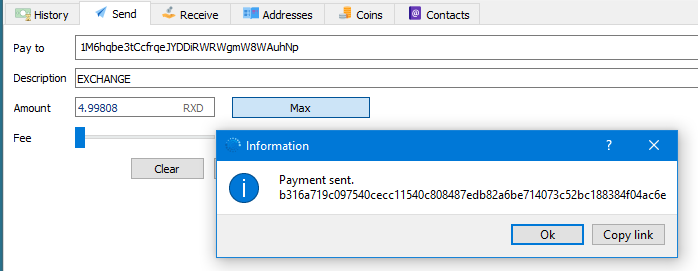 History Send Receive Addresses Coins Contacts
Pay to 1M6hqbe3tCcfrqeJYDDiRWRWgmW8WAuhNp
Description EXCHANGE
Amount 4.99808 RXD Max
Fee
Information ?
Clear
Payment sent.
b316a719c097540cecc11540c808487edb82a6be714073c52bc188384f04ac6e
Ok Copy link